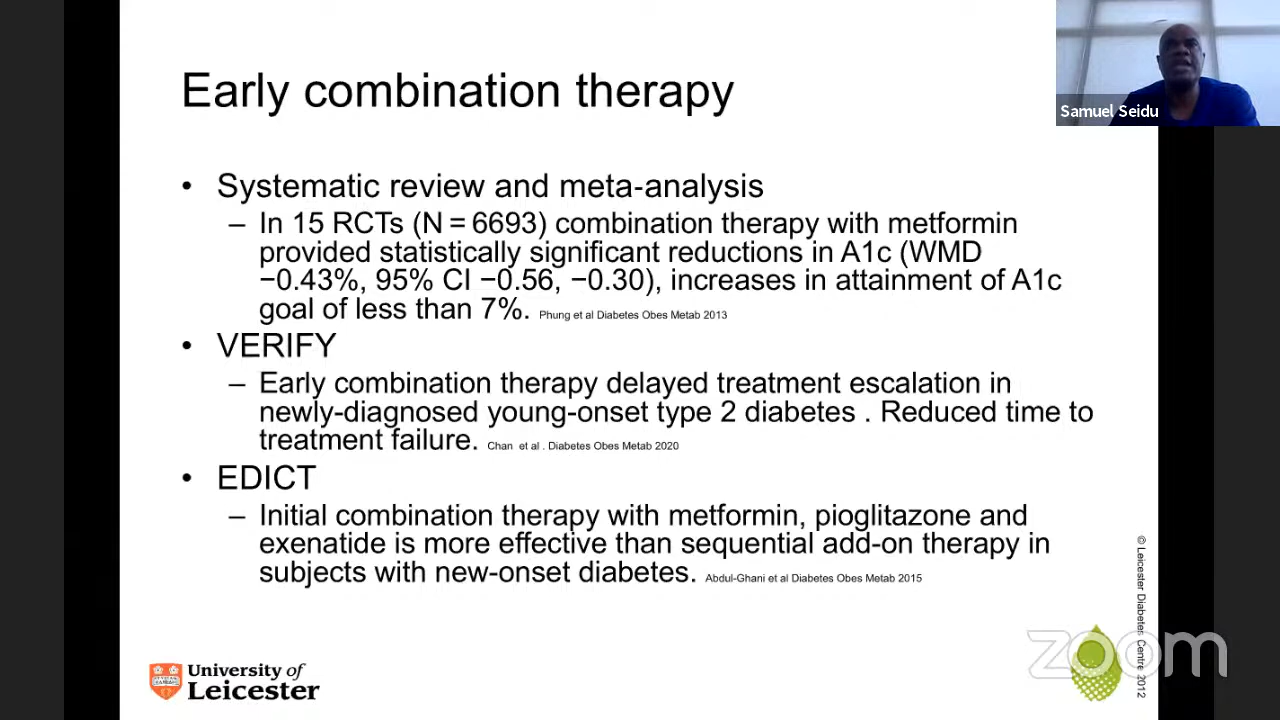 Early combination therapy
Samuel Seidu
• Systematic review and meta-analysis
– In 15 RCTs (N = 6693) combination therapy with metformin
provided statistically significant reductions in A1c (WMD
−0.43%, 95% CI −0.56, −0.30), increases in attainment of A1c
goal of less than 7%. Phung et al Diabetes Obes Metab 2013
• VERIFY
– Early combination therapy delayed treatment escalation in
newly-diagnosed young-onset type 2 diabetes . Reduced time to
treatment failure. Chan et al . Diabetes Obes Metab 2020
• EDICT
– Initial combination therapy with metformin, pioglitazone and
exenatide is more effective than sequential add-on therapy in
subjects with new-onset diabetes. Abdul-Ghani et al Diabetes Obes Metab 2015
© Leicester Diabetes Centre 2012
University of
Leicester
zoom